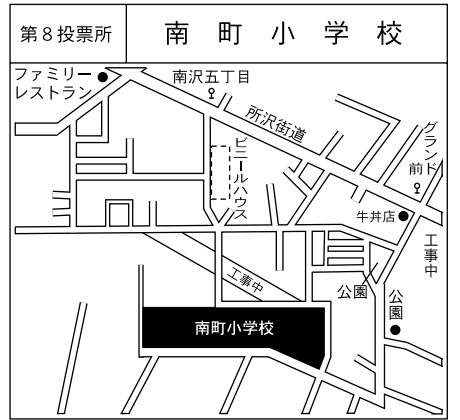 第8投票所
南町小学校
ファミリー
レストラン
南沢五丁目
所沢街道
グランド
前
ビニールハウス
牛丼店
工事中
工事中
公園
公園
南町小学校